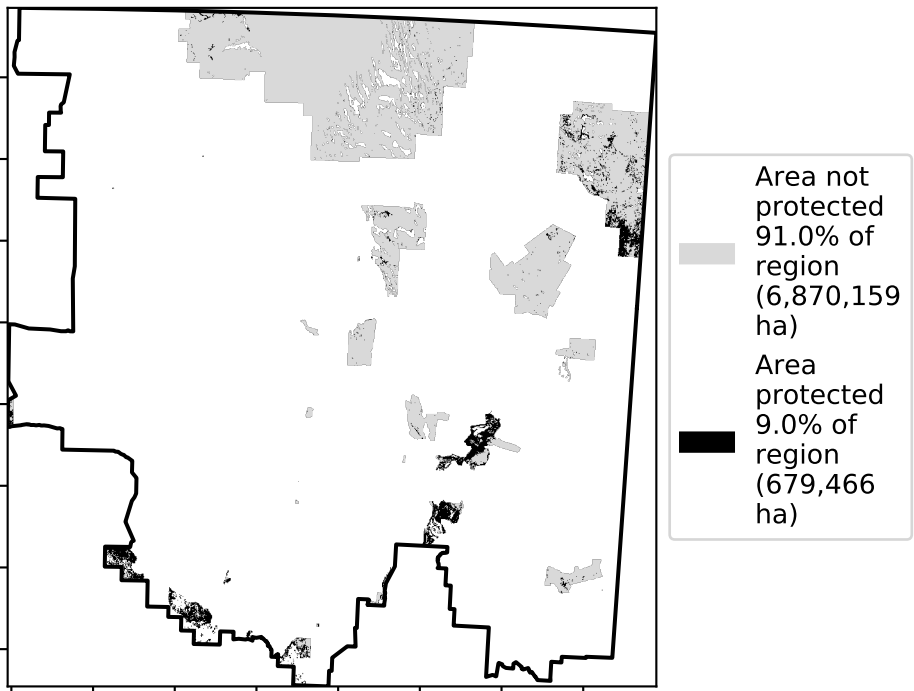 Area not
protected
91.0% of
region
(6,870,159
ha)
Area
protected
9.0% of
region
(679,466
ha)